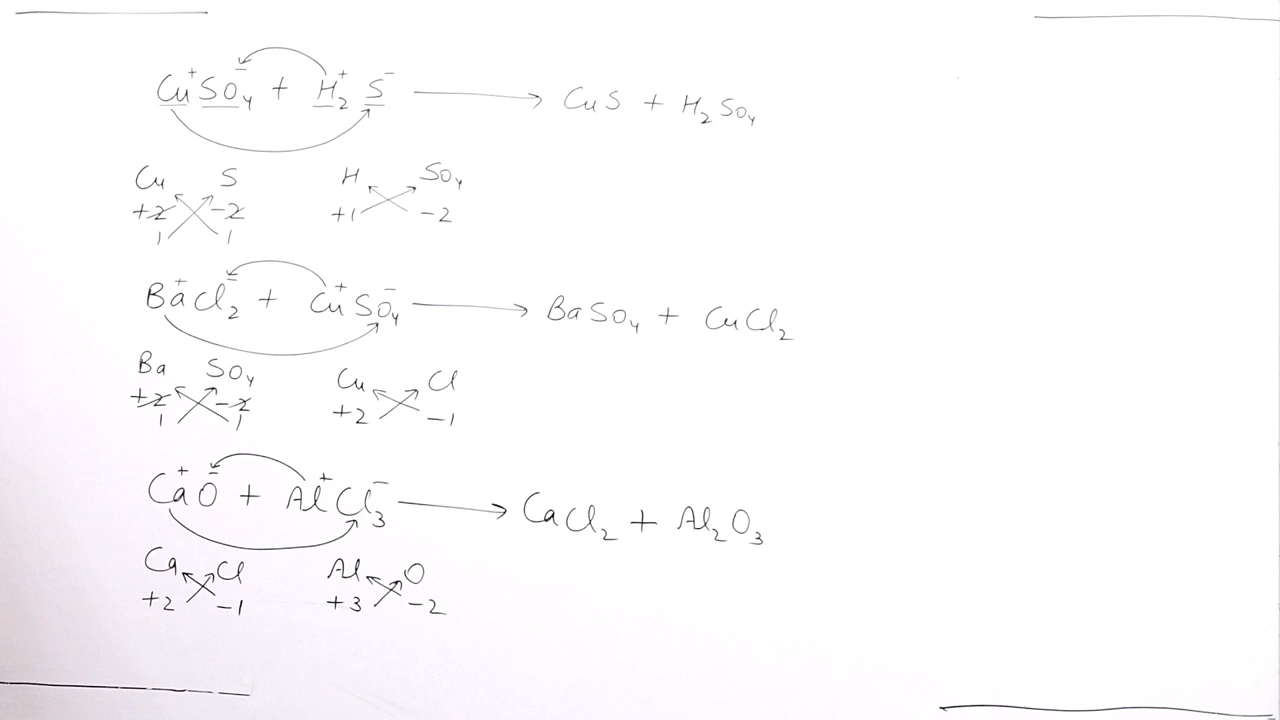 Cu⁺SO₄⁻ + H₂⁺ S⁻ ⟶ CuS + H₂SO₄
Cu S H SO₄
+2 -2 +1 -2
1 1
Ba⁺Cl₂⁻ + Cu⁺SO₄⁻ ⟶ BaSO₄ + CuCl₂
Ba SO₄ Cu Cl
+2 -2 +2 -1
1 1
Ca⁺O⁻ + Al⁺Cl₃⁻ ⟶ CaCl₂ + Al₂O₃
Ca Cl Al O
+2 -1 +3 -2